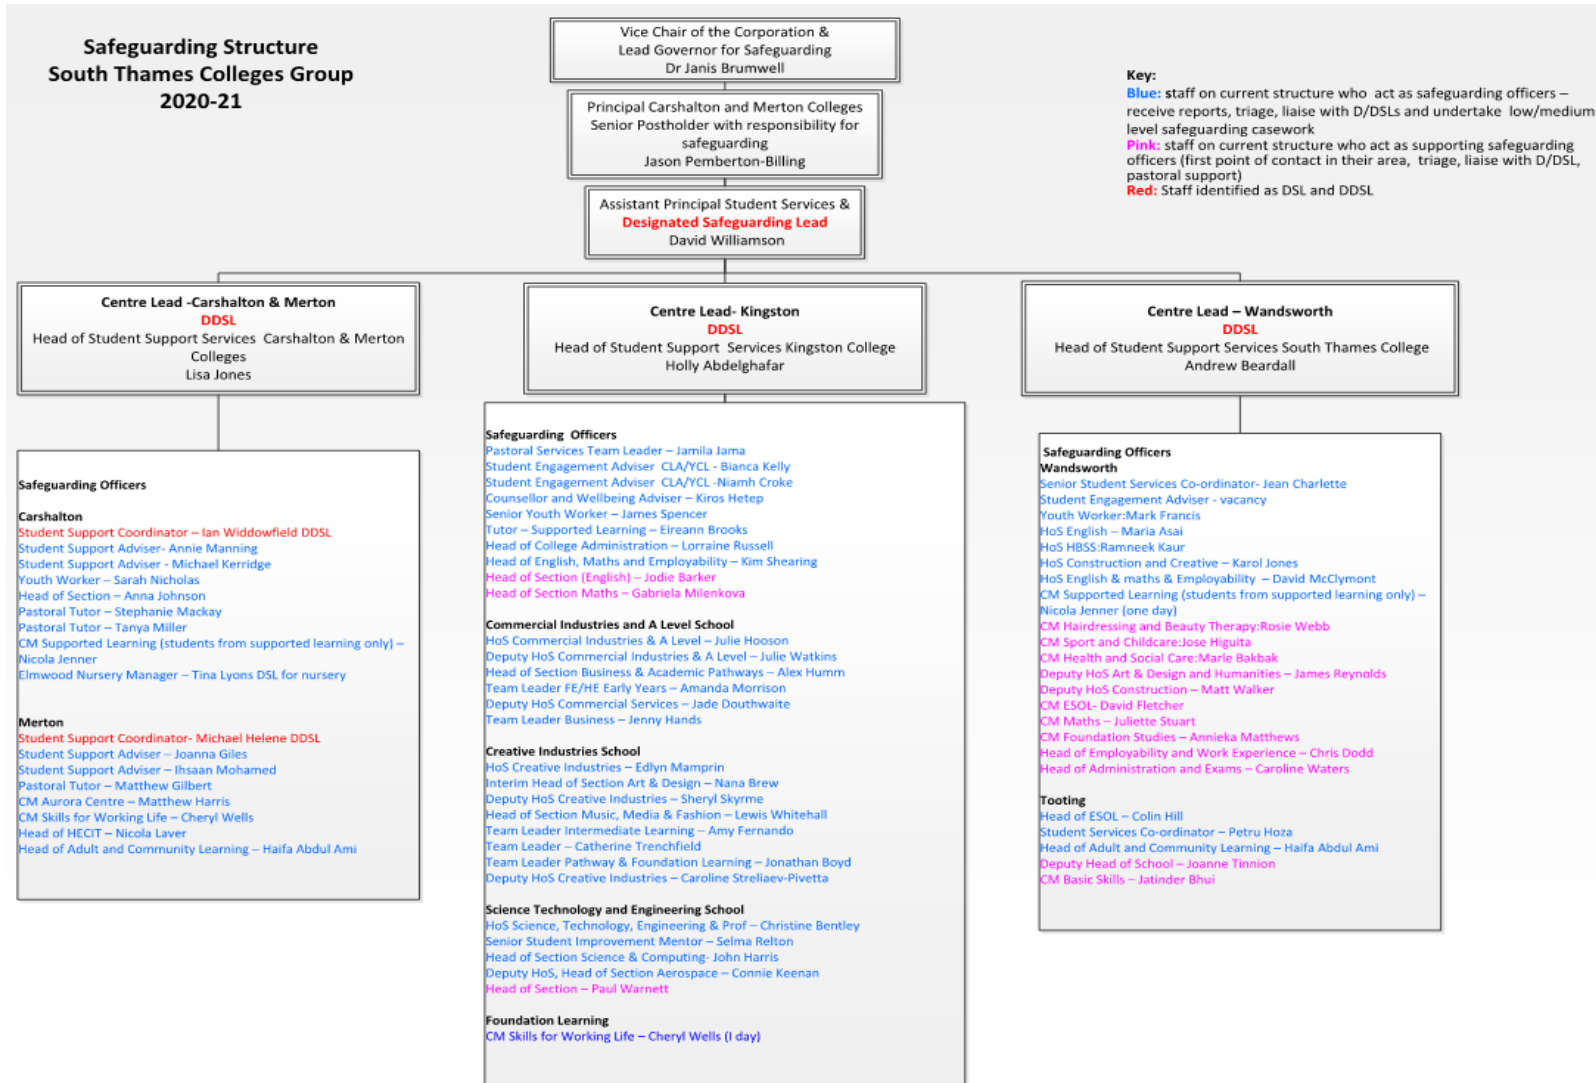 Safeguarding Structure
South Thames Colleges Group
2020-21
Vice Chair of the Corporation &
Lead Governor for Safeguarding
Dr Janis Brumwell
Principal Carshalton and Merton Colleges
Senior Postholder with responsibility for
safeguarding
Jason Pemberton-Billing
Assistant Principal Student Services &
Designated Safeguarding Lead
David Williamson
Key:
Blue: staff on current structure who act as safeguarding officers –
receive reports, triage, liaise with D/DSLs and undertake low/medium
level safeguarding casework
Pink: staff on current structure who act as supporting safeguarding
officers (first point of contact in their area, triage, liaise with D/DSL,
pastoral support)
Red: Staff identified as DSL and DDSL
Centre Lead -Carshalton & Merton
DDSL
Head of Student Support Services Carshalton & Merton
Colleges
Lisa Jones
Centre Lead- Kingston
DDSL
Head of Student Support Services Kingston College
Holly Abdelghafar
Centre Lead – Wandsworth
DDSL
Head of Student Support Services South Thames College
Andrew Beardall
Safeguarding Officers
Carshalton
Student Support Coordinator – Ian Widdowfield DDSL
Student Support Adviser- Annie Manning
Student Support Adviser - Michael Kerridge
Youth Worker – Sarah Nicholas
Head of Section – Anna Johnson
Pastoral Tutor – Stephanie Mackay
Pastoral Tutor – Tanya Miller
CM Supported Learning (students from supported learning only) –
Nicola Jenner
Elmwood Nursery Manager – Tina Lyons DSL for nursery
Merton
Student Support Coordinator- Michael Helene DDSL
Student Support Adviser – Joanna Giles
Student Support Adviser – Ihsaan Mohamed
Pastoral Tutor – Matthew Gilbert
CM Aurora Centre – Matthew Harris
CM Skills for Working Life – Cheryl Wells
Head of HECIT – Nicola Laver
Head of Adult and Community Learning – Haifa Abdul Ami
Safeguarding Officers
Pastoral Services Team Leader – Jamila Jama
Student Engagement Adviser CLA/YCL - Bianca Kelly
Student Engagement Adviser CLA/YCL -Niamh Croke
Counsellor and Wellbeing Adviser – Kiros Hetep
Senior Youth Worker – James Spencer
Tutor – Supported Learning – Eireann Brooks
Head of College Administration – Lorraine Russell
Head of English, Maths and Employability – Kim Shearing
Head of Section (English) – Jodie Barker
Head of Section Maths – Gabriela Milenkova
Commercial Industries and A Level School
HoS Commercial Industries & A Level – Julie Hooson
Deputy HoS Commercial Industries & A Level – Julie Watkins
Head of Section Business & Academic Pathways – Alex Humm
Team Leader FE/HE Early Years – Amanda Morrison
Deputy HoS Commercial Services – Jade Douthwaite
Team Leader Business – Jenny Hands
Creative Industries School
HoS Creative Industries – Edlyn Mamprin
Interim Head of Section Art & Design – Nana Brew
Deputy HoS Creative Industries – Sheryl Skyrme
Head of Section Music, Media & Fashion – Lewis Whitehall
Team Leader Intermediate Learning – Amy Fernando
Team Leader – Catherine Trenchfield
Team Leader Pathway & Foundation Learning – Jonathan Boyd
Deputy HoS Creative Industries – Caroline Streliaev-Pivetta
Science Technology and Engineering School
HoS Science, Technology, Engineering & Prof – Christine Bentley
Senior Student Improvement Mentor – Selma Relton
Head of Section Science & Computing- John Harris
Deputy HoS, Head of Section Aerospace – Connie Keenan
Head of Section – Paul Warnett
Foundation Learning
CM Skills for Working Life – Cheryl Wells (I day)
Safeguarding Officers
Wandsworth
Senior Student Services Co-ordinator- Jean Charlette
Student Engagement Adviser - vacancy
Youth Worker:Mark Francis
HoS English – Maria Asai
HoS HBSS:Ramneek Kaur
HoS Construction and Creative – Karol Jones
HoS English & maths & Employability – David McClymont
CM Supported Learning (students from supported learning only) –
Nicola Jenner (one day)
CM Hairdressing and Beauty Therapy:Rosie Webb
CM Sport and Childcare:Jose Higuita
CM Health and Social Care:Marle Bakbak
Deputy HoS Art & Design and Humanities – James Reynolds
Deputy HoS Construction – Matt Walker
CM ESOL- David Fletcher
CM Maths – Juliette Stuart
CM Foundation Studies – Annieka Matthews
Head of Employability and Work Experience – Chris Dodd
Head of Administration and Exams – Caroline Waters
Tooting
Head of ESOL – Colin Hill
Student Services Co-ordinator – Petru Hoza
Head of Adult and Community Learning – Haifa Abdul Ami
Deputy Head of School – Joanne Tinnion
CM Basic Skills – Jatinder Bhui